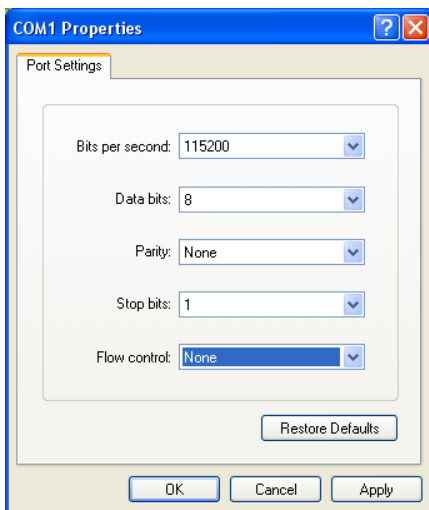 COM1 Properties
Port Settings
Bits per second: 115200
Data bits: 8
Parity: None
Stop bits: 1
Flow control: None
Restore Defaults
OK Cancel Apply